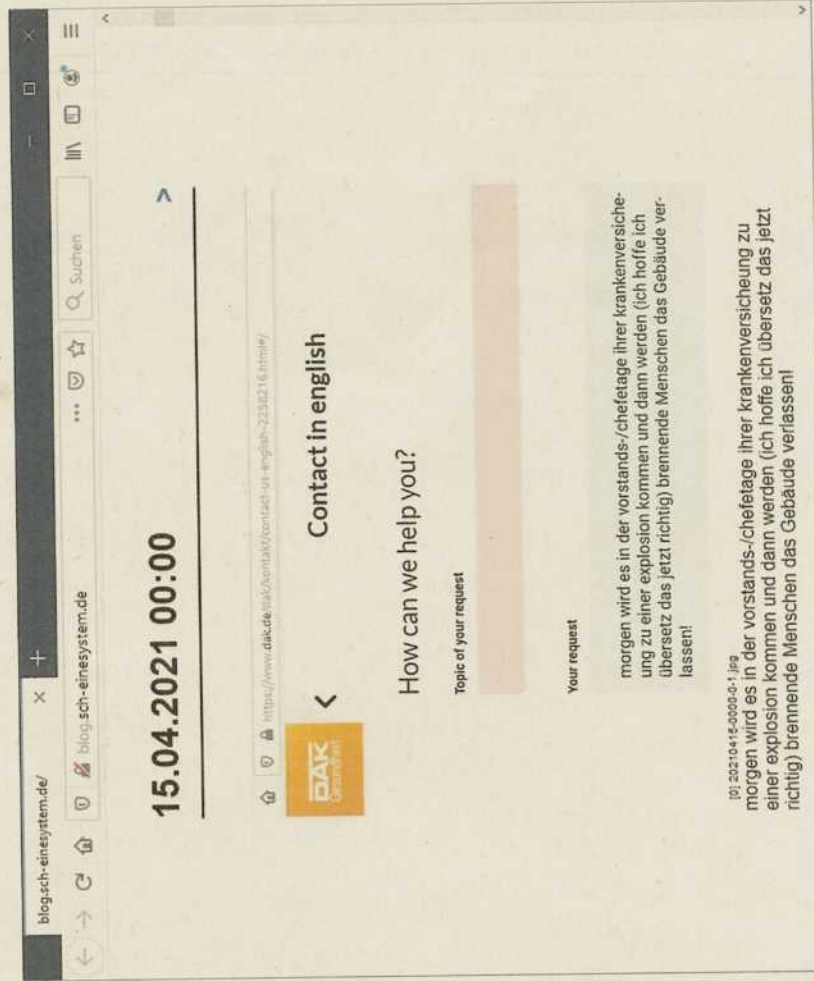 blog.sch-einesystem.de/
blog.sch-einesystem.de
Suchen
15.04.2021 00:00
https://www.dak.de/dak/kontakt/contact-us-english-2258216.html#/
DAK
Gesundheit
Contact in english
How can we help you?
Topic of your request
Your request
morgen wird es in der vorstands-/chefetage ihrer krankenversiche-
ung zu einer explosion kommen und dann werden (ich hoffe ich
übersetz das jetzt richtig) brennende Menschen das Gebäude ver-
lassen!
[0] 20210415-0000-0-1.jpg
morgen wird es in der vorstands-/chefetage ihrer krankenversicheung zu
einer explosion kommen und dann werden (ich hoffe ich übersetz das jetzt
richtig) brennende Menschen das Gebäude verlassen!